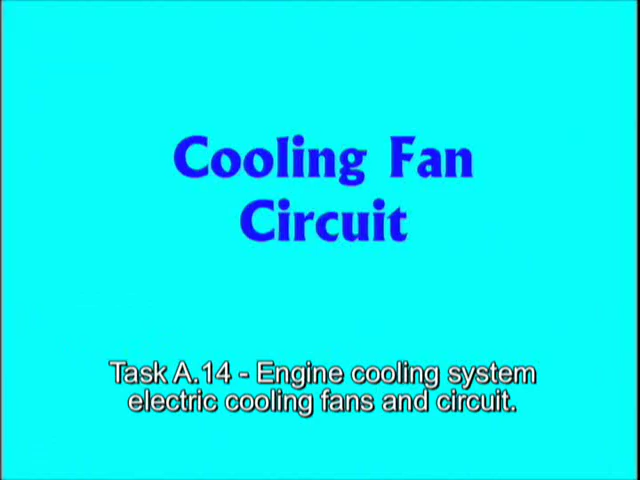 Cooling Fan
Circuit
Task A.14 - Engine cooling system
electric cooling fans and circuit.